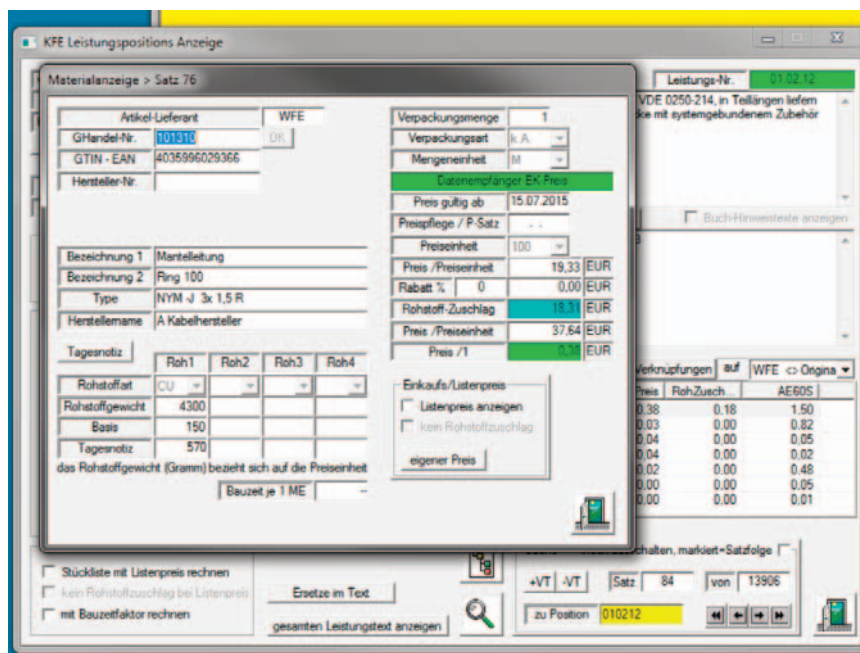 KFE Leistungspositions Anzeige
Materialanzeige > Satz 76
Leistungs-Nr. 01.02.12
VDE 0250-214, in Teillängen liefern
cke mit systemgebundenem Zubehör
Artikel-Lieferant WFE
GHandel-Nr. 101310 OK
GTIN - EAN 4035996029366
Hersteller-Nr.
Verpackungsmenge 1
Verpackungsart k.A.
Mengeneinheit M
Datenempfänger EK-Preis
Preis gültig ab 15.07.2015
Preispflege / P-Satz . .
Preiseinheit 100
Preis /Preiseinheit 19,33 EUR
Rabatt % 0 0,00 EUR
Rohstoff-Zuschlag 18,31 EUR
Preis /Preiseinheit 37,64 EUR
Preis /1 0,38 EUR
Buch-Hinweistexte anzeigen
Bezeichnung 1 Mantelleitung
Bezeichnung 2 Ring 100
Type NYM -J 3x 1,5 R
Herstellername A Kabelhersteller
Tagesnotiz
Roh1 Roh2 Roh3 Roh4
Rohstoffart CU
Rohstoffgewicht 4300
Basis 150
Tagesnotiz 570
das Rohstoffgewicht (Gramm) bezieht sich auf die Preiseinheit
Bauzeit je 1 ME --
Einkaufs/Listenpreis
Listenpreis anzeigen
kein Rohstoffzuschlag
eigener Preis
Verknüpfungen auf WFE <> Origina
Preis RohZusch... AE60S
0.38 0.18 1.50
0.03 0.00 0.82
0.04 0.00 0.05
0.04 0.00 0.02
0.02 0.00 0.48
0.00 0.00 0.05
0.00 0.00 0.01
schalten, markiert=Satzfolge
Stückliste mit Listenpreis rechnen
kein Rohstoffzuschlag bei Listenpreis
mit Bauzeitfaktor rechnen
Ersetze im Text
gesamten Leistungstext anzeigen
+VT -VT Satz 84 von 13906
zu Position 010212